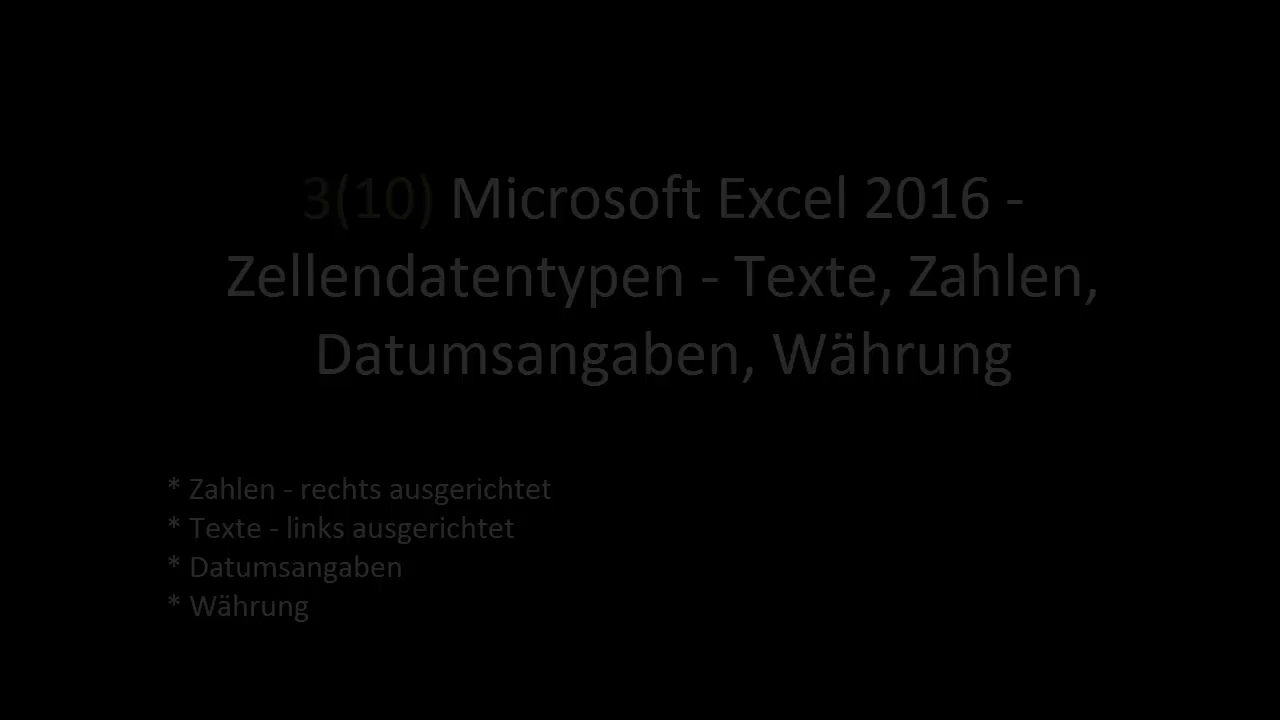 3(10) Microsoft Excel 2016 -
Zellendatentypen - Texte, Zahlen,
Datumsangaben, Währung
* Zahlen - rechts ausgerichtet
* Texte - links ausgerichtet
* Datumsangaben
* Währung